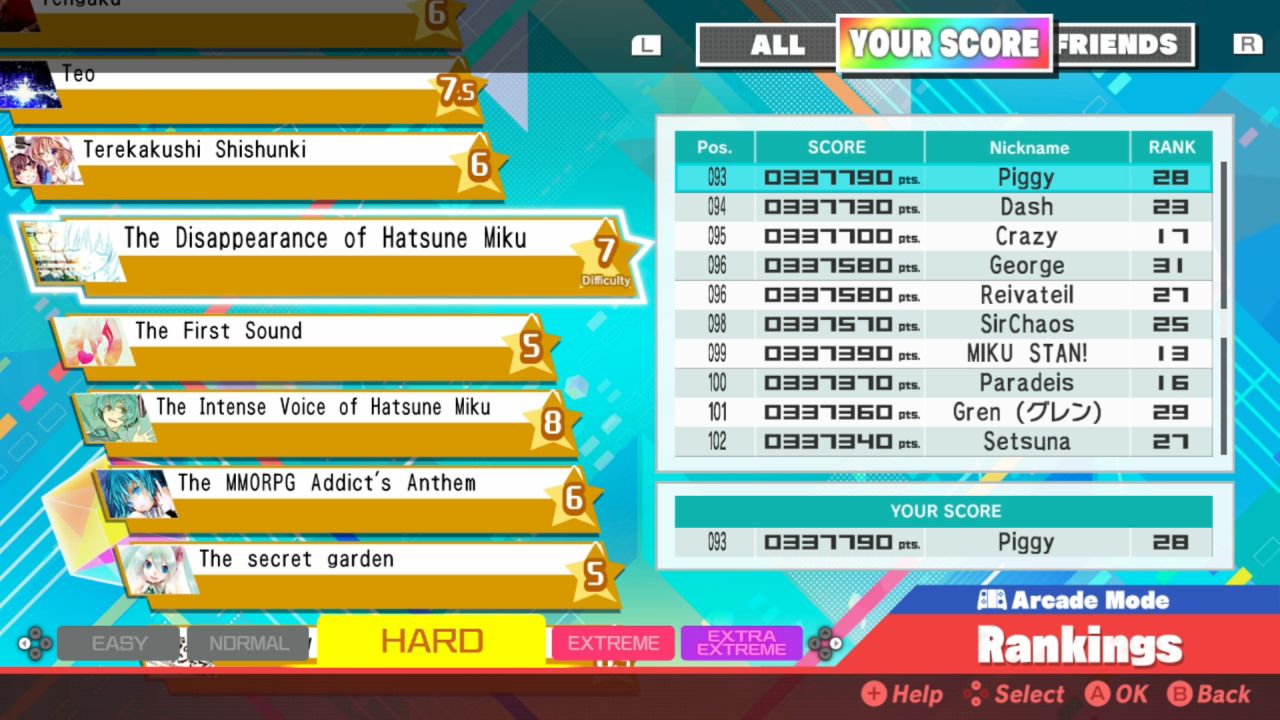 Tengaku
6
L
ALL
YOUR SCORE
FRIENDS
R
Teo
7.5
Terekakushi Shishunki
6
The Disappearance of Hatsune Miku
7
Difficulty
The First Sound
5
The Intense Voice of Hatsune Miku
8
The MMORPG Addict's Anthem
6
The secret garden
5
Pos. SCORE Nickname RANK
093 0337790 pts. Piggy 28
094 0337730 pts. Dash 23
095 0337700 pts. Crazy 17
096 0337580 pts. George 31
096 0337580 pts. Reivateil 27
098 0337570 pts. SirChaos 25
099 0337390 pts. MIKU STAN! 13
100 0337370 pts. Paradeis 16
101 0337360 pts. Gren (グレン) 29
102 0337340 pts. Setsuna 27
YOUR SCORE
093 0337790 pts. Piggy 28
Arcade Mode
Rankings
EASY
NORMAL
HARD
EXTREME
EXTRA
EXTREME
+ Help
Select
A OK
B Back